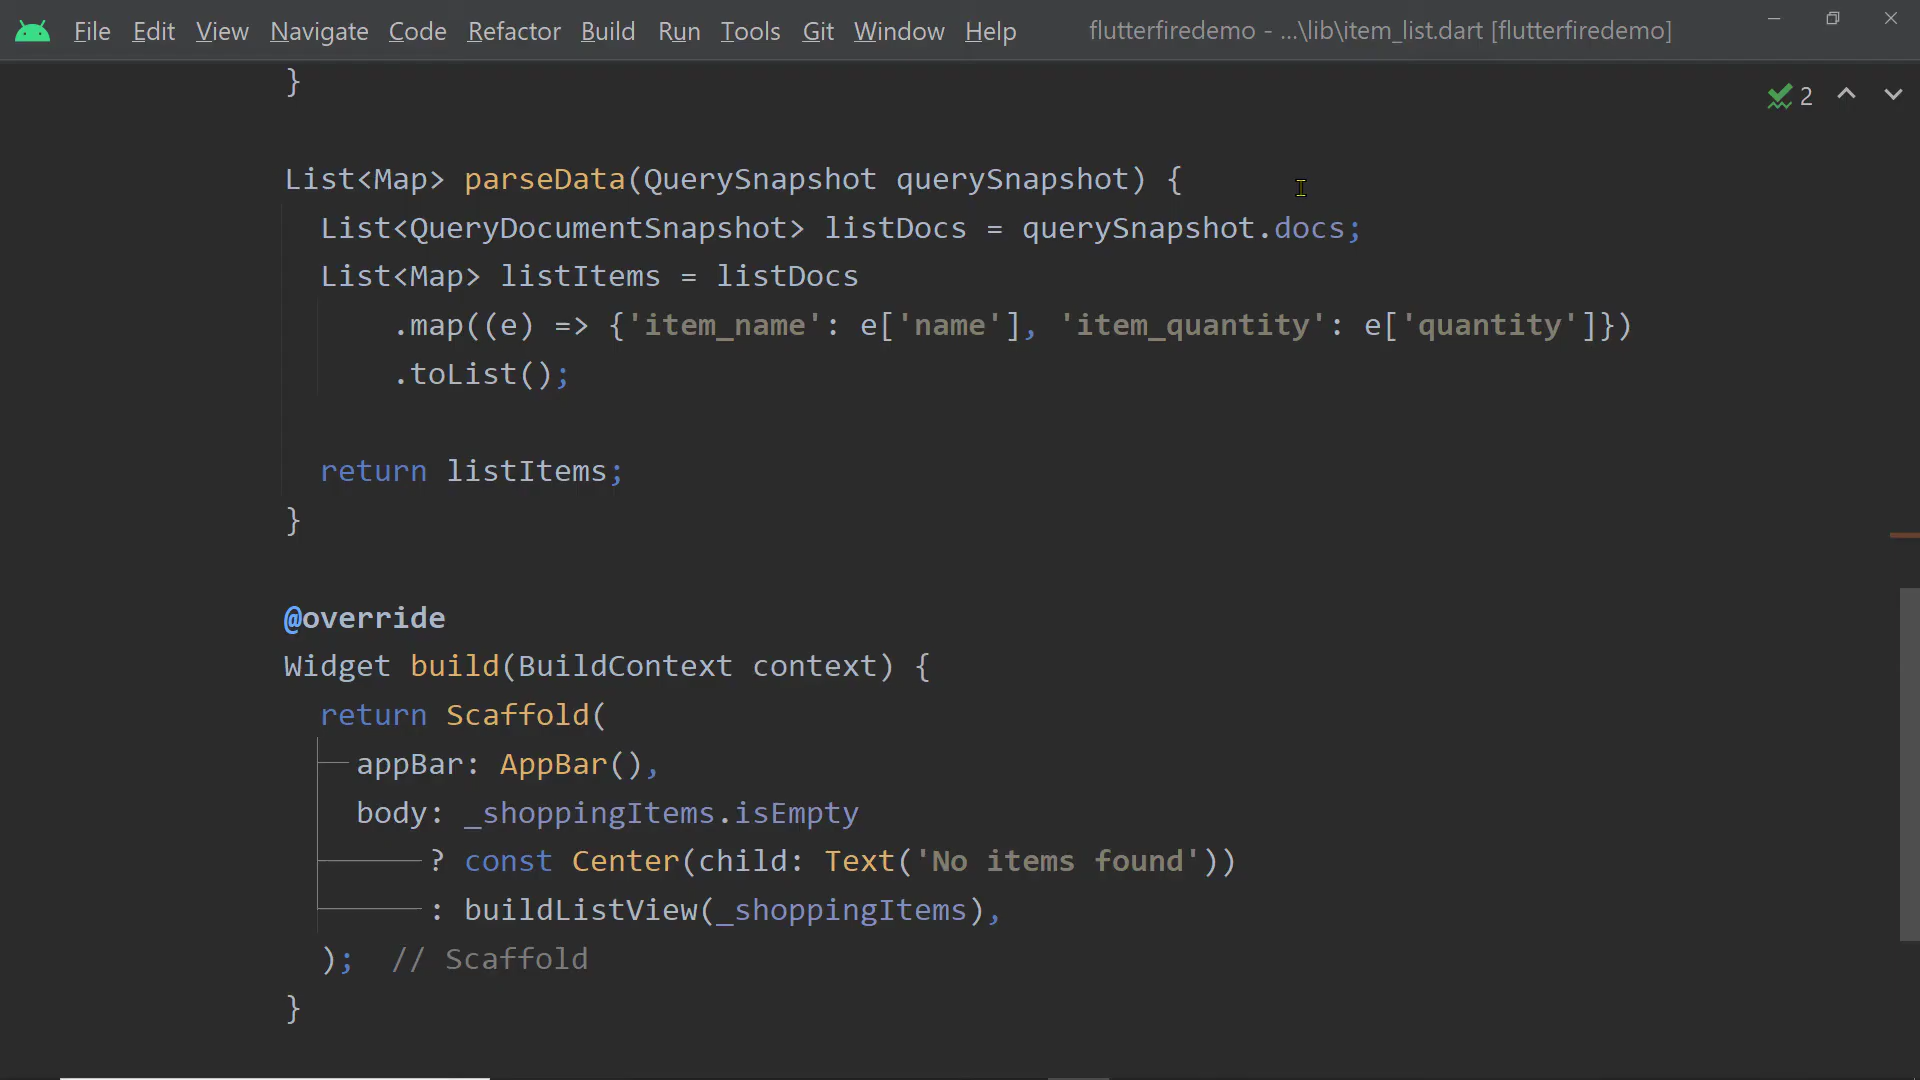 File Edit View Navigate Code Refactor Build Run Tools Git Window Help flutterfiredemo - ...\lib\item_list.dart [flutterfiredemo]
}
2
List<Map> parseData(QuerySnapshot querySnapshot) {
List<QueryDocumentSnapshot> listDocs = querySnapshot.docs;
List<Map> listItems = listDocs
.map((e) => {'item_name': e['name'], 'item_quantity': e['quantity']})
.toList();
return listItems;
}
@override
Widget build(BuildContext context) {
return Scaffold(
appBar: AppBar(),
body: _shoppingItems.isEmpty
? const Center(child: Text('No items found'))
: buildListView(_shoppingItems),
); // Scaffold
}